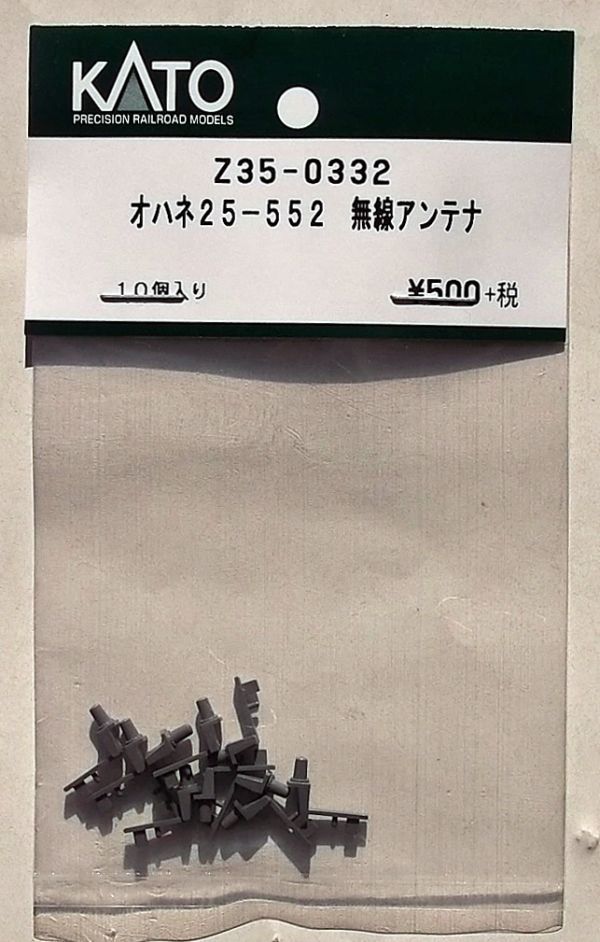 KATO
PRECISION RAILROAD MODELS
Z35-0332
オハネ25-552 無線アンテナ
10個入り
¥500+税